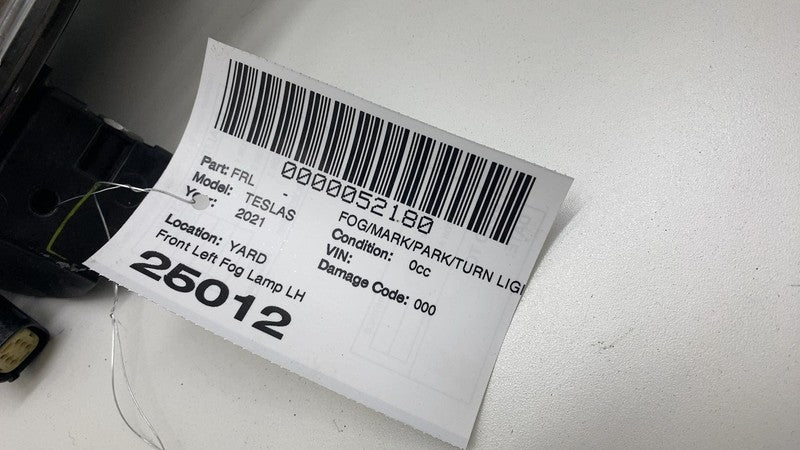 0000052180
Part: FRL - FOG/MARK/PARK/TURN LIG
Model: TESLAS Condition: 0cc
Year: 2021 VIN:
Damage Code: 000
Location: YARD
Front Left Fog Lamp LH
25012